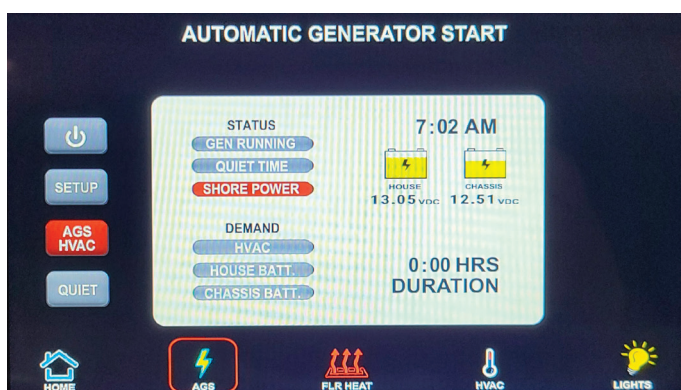 AUTOMATIC GENERATOR START
SETUP
AGS
HVAC
QUIET
STATUS
GEN RUNNING
QUIET TIME
SHORE POWER
DEMAND
HVAC
HOUSE BATT.
CHASSIS BATT.
7:02 AM
HOUSE
13.05 VDC
CHASSIS
12.51 VDC
0:00 HRS
DURATION
HOME
AGS
FLR HEAT
HVAC
LIGHTS